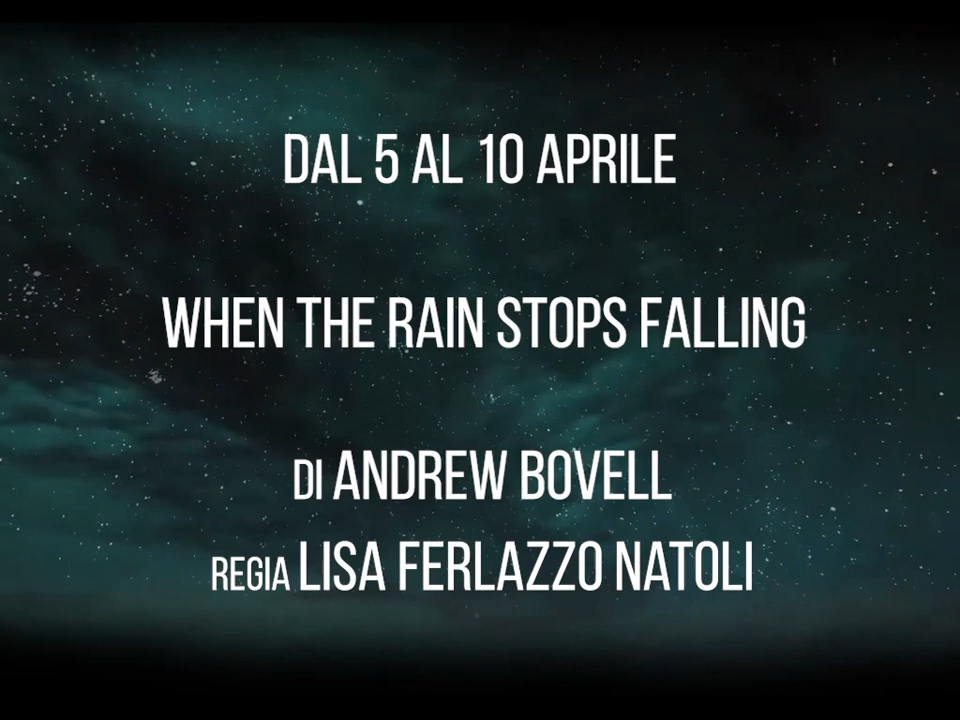 DAL 5 AL 10 APRILE
WHEN THE RAIN STOPS FALLING
DI ANDREW BOVELL
REGIA LISA FERLAZZO NATOLI